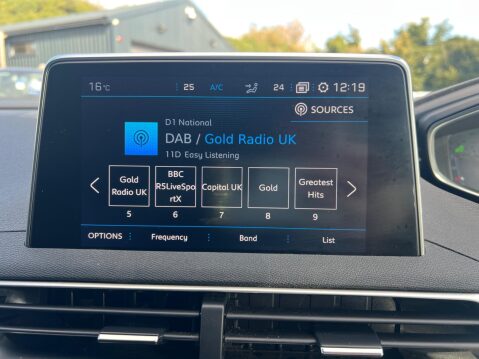 16°C 25 A/C 24 12:19
SOURCES
D1 National
DAB / Gold Radio UK
11D Easy Listening
Gold
Radio UK
BBC
R5LiveSpo
rtX
Capital UK
Gold
Greatest
Hits
5 6 7 8 9
OPTIONS Frequency Band List